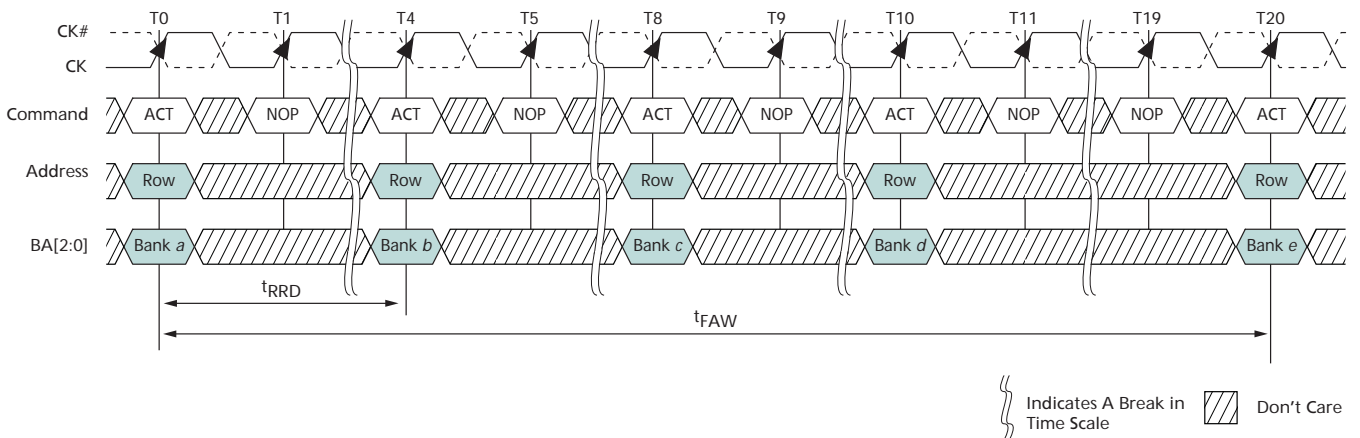 T0 T1 T4 T5 T8 T9 T10 T11 T19 T20
CK#
CK
Command ACT NOP ACT NOP ACT NOP ACT NOP NOP ACT
Address Row Row Row Row Row
BA[2:0] Bank a Bank b Bank c Bank d Bank e
tRRD
tFAW
Indicates A Break in
Time Scale
Don't Care